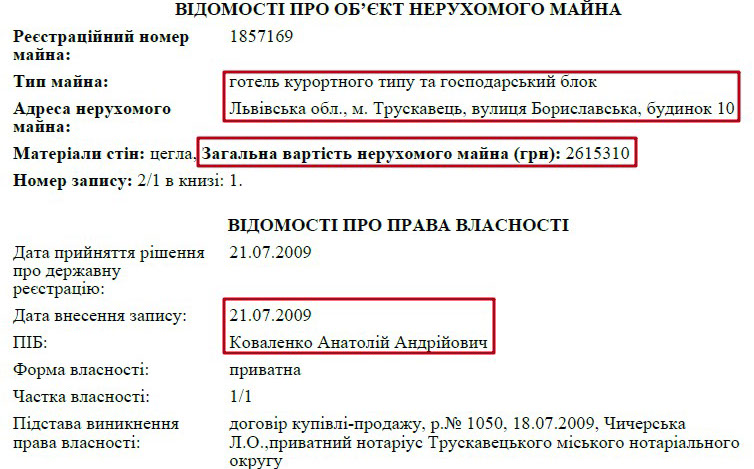 ВІДОМОСТІ ПРО ОБ’ЄКТ НЕРУХОМОГО МАЙНА
Реєстраційний номер майна: 1857169
Тип майна: готель курортного типу та господарський блок
Адреса нерухомого майна: Львівська обл., м. Трускавець, вулиця Бориславська, будинок 10
Матеріали стін: цегла, Загальна вартість нерухомого майна (грн): 2615310
Номер запису: 2/1 в книзі: 1.
ВІДОМОСТІ ПРО ПРАВА ВЛАСНОСТІ
Дата прийняття рішення про державну реєстрацію: 21.07.2009
Дата внесення запису: 21.07.2009
ПІБ: Коваленко Анатолій Андрійович
Форма власності: приватна
Частка власності: 1/1
Підстава виникнення права власності: договір купівлі-продажу, р.№ 1050, 18.07.2009, Чичерська
Л.О.,приватний нотаріус Трускавецького міського нотаріального
округу